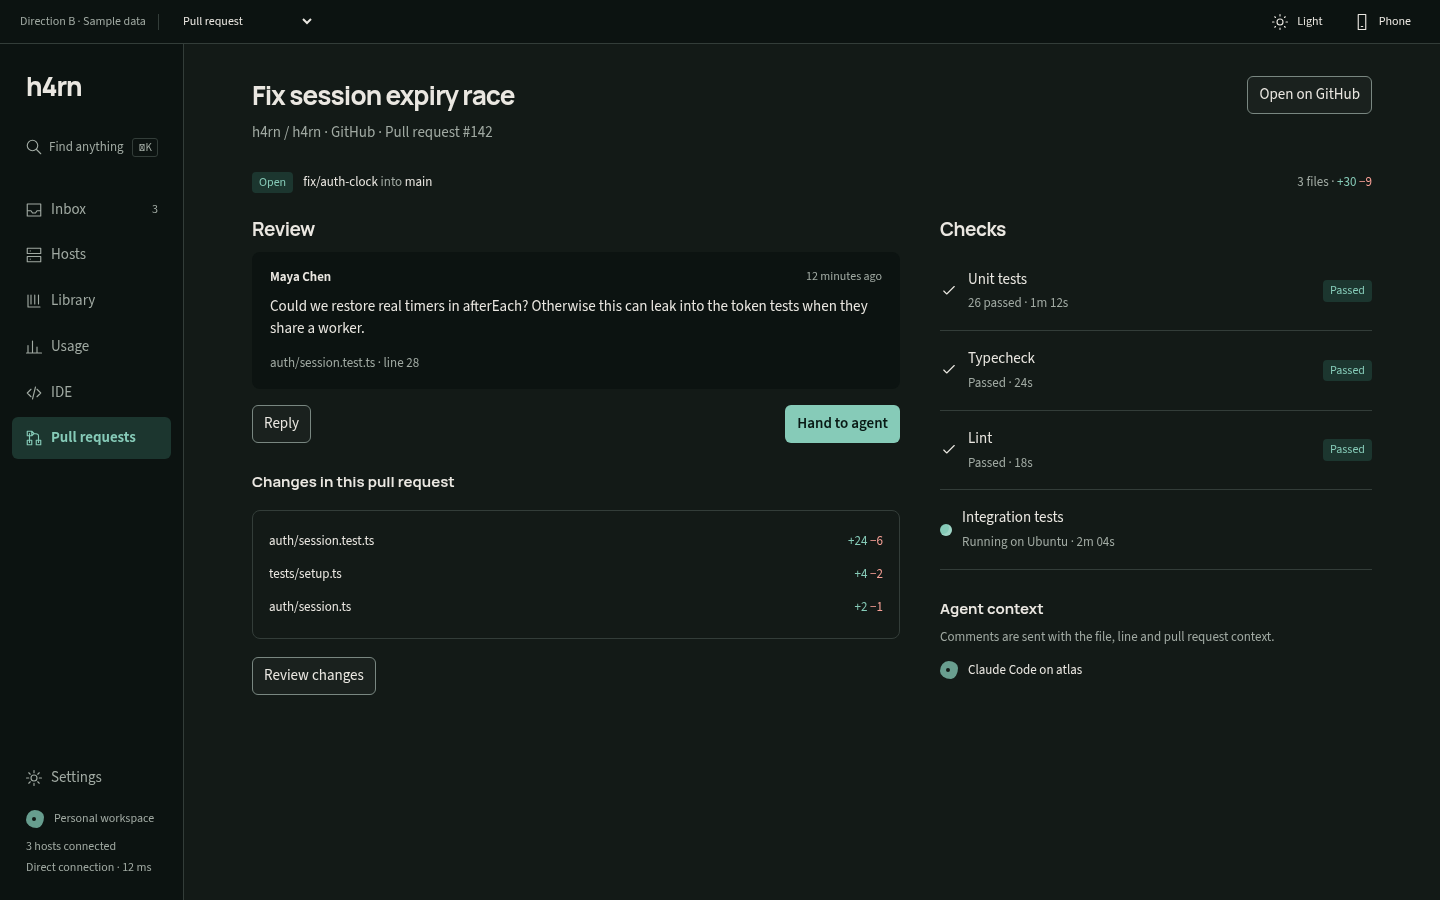 Direction B · Sample data
Pull request
Light
Phone
h4rn
Find anything
K
Inbox
3
Hosts
Library
Usage
IDE
Pull requests
Settings
Personal workspace
3 hosts connected
Direct connection · 12 ms
Fix session expiry race
Open on GitHub
h4rn / h4rn · GitHub · Pull request #142
Open
fix/auth-clock into main
3 files · +30 −9
Review
Maya Chen
12 minutes ago
Could we restore real timers in afterEach? Otherwise this can leak into the token tests when they
share a worker.
auth/session.test.ts · line 28
Reply
Hand to agent
Changes in this pull request
auth/session.test.ts
+24 −6
tests/setup.ts
+4 −2
auth/session.ts
+2 −1
Review changes
Checks
Unit tests
26 passed · 1m 12s
Passed
Typecheck
Passed · 24s
Passed
Lint
Passed · 18s
Passed
Integration tests
Running on Ubuntu · 2m 04s
Agent context
Comments are sent with the file, line and pull request context.
Claude Code on atlas